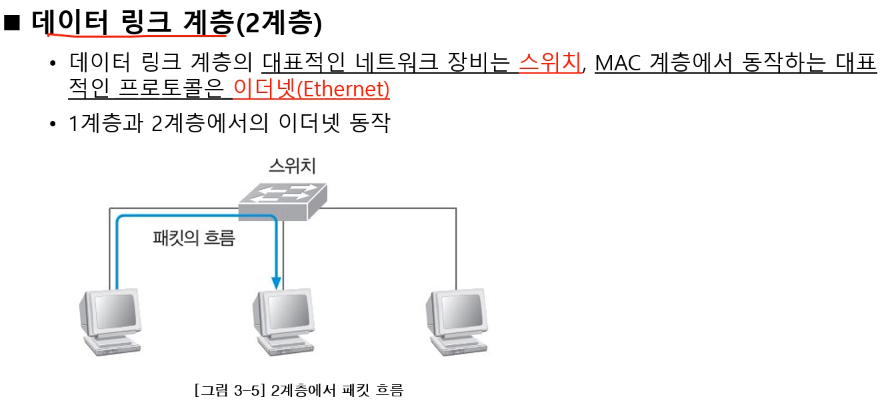 ■ 데이터 링크 계층(2계층)
• 데이터 링크 계층의 대표적인 네트워크 장비는 스위치, MAC 계층에서 동작하는 대표
적인 프로토콜은 이더넷(Ethernet)
• 1계층과 2계층에서의 이더넷 동작
스위치
패킷의 흐름
[그림 3-5] 2계층에서 패킷 흐름